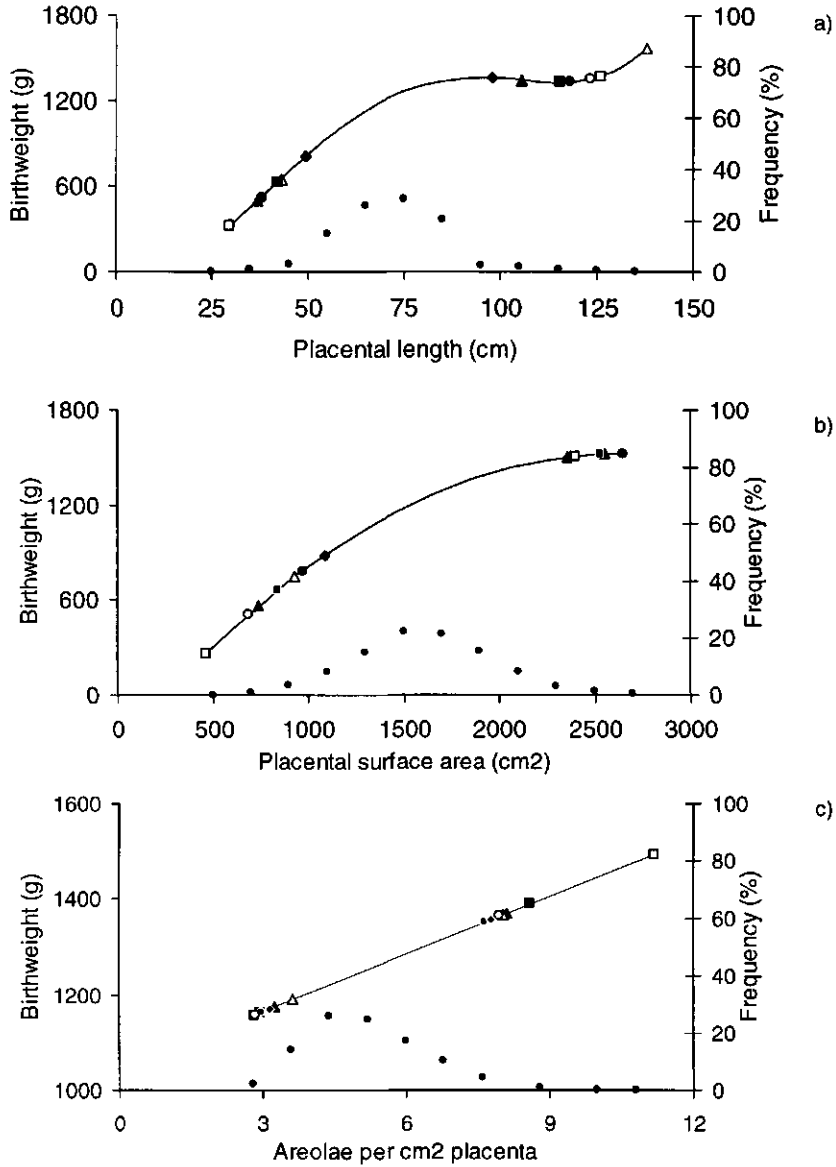 a)
1800
1200
600
0
Birthweight (g)
100
80
60
40
20
0
Frequency (%)
0 25 50 75 100 125 150
Placental length (cm)
b)
1800
1200
600
0
Birthweight (g)
100
80
60
40
20
0
Frequency (%)
0 500 1000 1500 2000 2500 3000
Placental surface area (cm2)
c)
1600
1500
1400
1300
1200
1100
1000
Birthweight (g)
100
80
60
40
20
0
Frequency (%)
0 3 6 9 12
Areolae per cm2 placenta